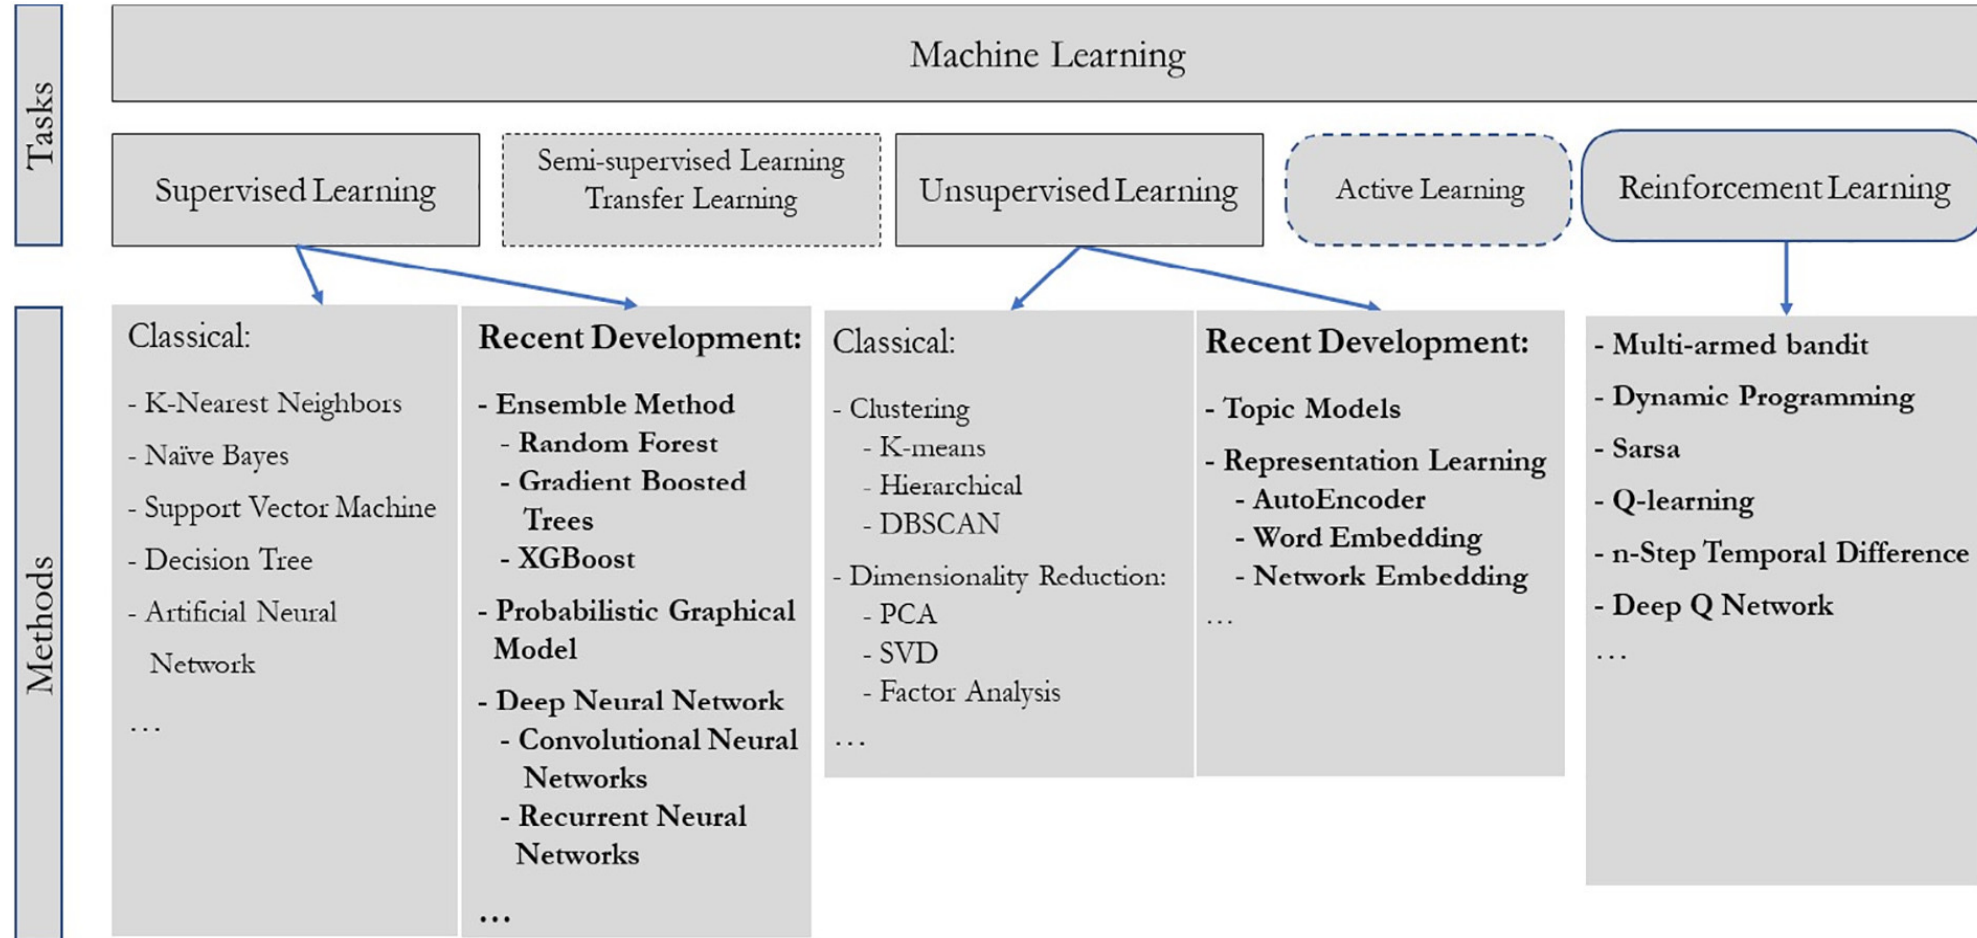 Tasks
Machine Learning
Supervised Learning
Semi-supervised Learning
Transfer Learning
Unsupervised Learning
Active Learning
Reinforcement Learning
Methods
Classical:
- K-Nearest Neighbors
- Naïve Bayes
- Support Vector Machine
- Decision Tree
- Artificial Neural
Network
...
Recent Development:
- Ensemble Method
- Random Forest
- Gradient Boosted
Trees
- XGBoost
- Probabilistic Graphical
Model
- Deep Neural Network
- Convolutional Neural
Networks
- Recurrent Neural
Networks
...
Classical:
- Clustering
- K-means
- Hierarchical
- DBSCAN
- Dimensionality Reduction:
- PCA
- SVD
- Factor Analysis
...
Recent Development:
- Topic Models
- Representation Learning
- AutoEncoder
- Word Embedding
- Network Embedding
...
- Multi-armed bandit
- Dynamic Programming
- Sarsa
- Q-learning
- n-Step Temporal Difference
- Deep Q Network
...